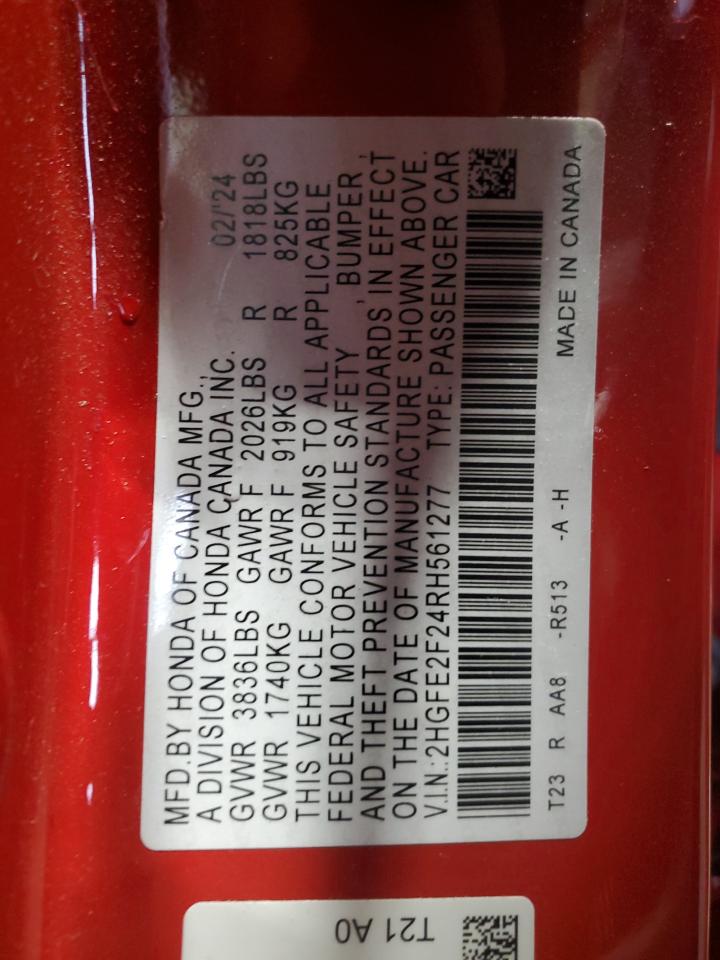 MFD.BY HONDA OF CANADA MFG.,
A DIVISION OF HONDA CANADA INC. 02/'24
GVWR 3836LBS GAWR F 2026LBS R 1818LBS
GVWR 1740KG GAWR F 919KG R 825KG
THIS VEHICLE CONFORMS TO ALL APPLICABLE
FEDERAL MOTOR VEHICLE SAFETY , BUMPER ,
AND THEFT PREVENTION STANDARDS IN EFFECT
ON THE DATE OF MANUFACTURE SHOWN ABOVE.
V.I.N.:2HGFE2F24RH561277 TYPE: PASSENGER CAR
T23 R AA8 -R513 -A -H MADE IN CANADA
T21 A0